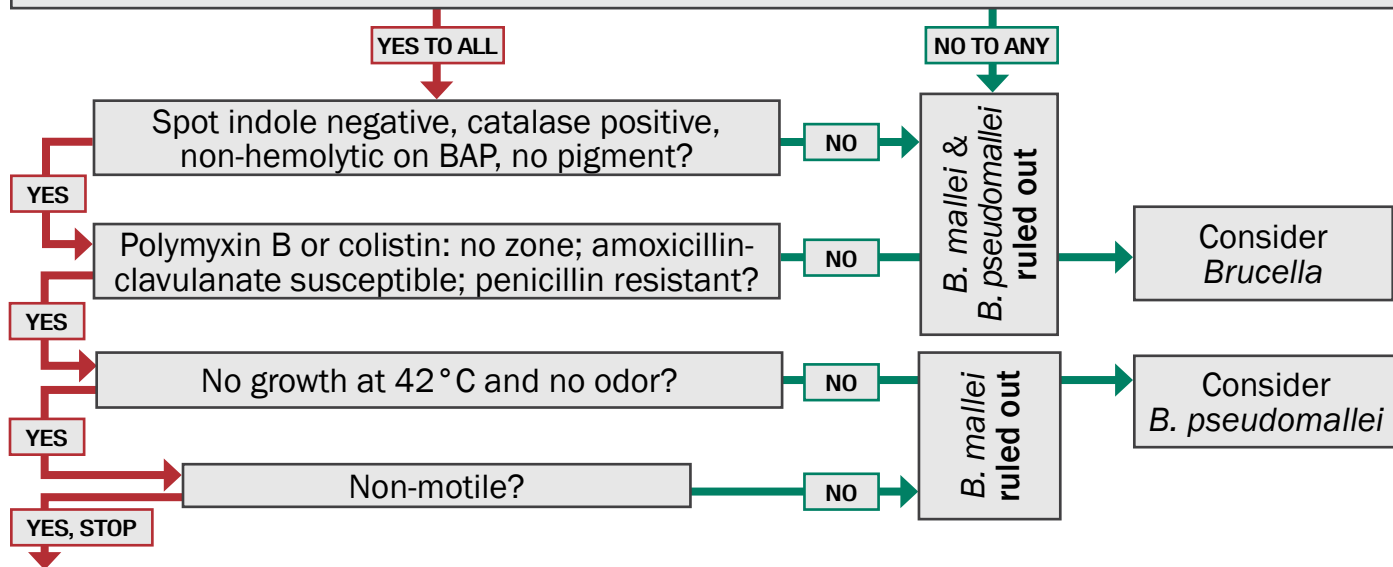 YES TO ALL
NO TO ANY
Spot indole negative, catalase positive,
non-hemolytic on BAP, no pigment?
NO
B. mallei &
B. pseudomallei
ruled out
YES
Polymyxin B or colistin: no zone; amoxicillin-
clavulanate susceptible; penicillin resistant?
NO
Consider
Brucella
YES
No growth at 42°C and no odor?
NO
B. mallei
ruled out
Consider
B. pseudomallei
YES
Non-motile?
NO
YES, STOP